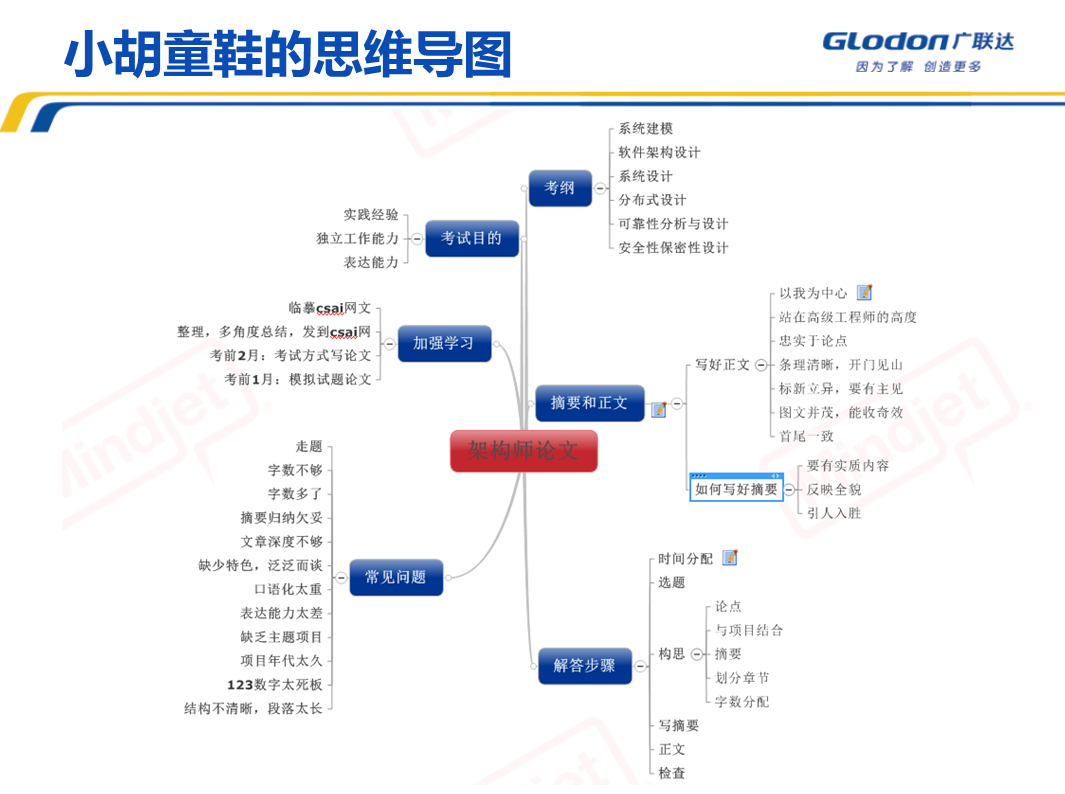 小胡童鞋的思维导图
GLodon广联达
因为了解 创造更多
考纲
系统建模
软件架构设计
系统设计
分布式设计
可靠性分析与设计
安全性保密性设计
考试目的
实践经验
独立工作能力
表达能力
加强学习
临摹csai网文
整理，多角度总结，发到csai网
考前2月：考试方式写论文
考前1月：模拟试题论文
摘要和正文
写好正文
以我为中心
站在高级工程师的高度
忠实于论点
条理清晰，开门见山
标新立异，要有主见
图文并茂，能收奇效
首尾一致
如何写好摘要
要有实质内容
反映全貌
引人入胜
架构师论文
常见问题
走题
字数不够
字数多了
摘要归纳欠妥
文章深度不够
缺少特色，泛泛而谈
口语化太重
表达能力太差
缺乏主题项目
项目年代太久
123数字太死板
结构不清晰，段落太长
解答步骤
时间分配
选题
构思
论点
与项目结合
摘要
划分章节
字数分配
写摘要
正文
检查
Mindjet
Mindjet
Mindjet